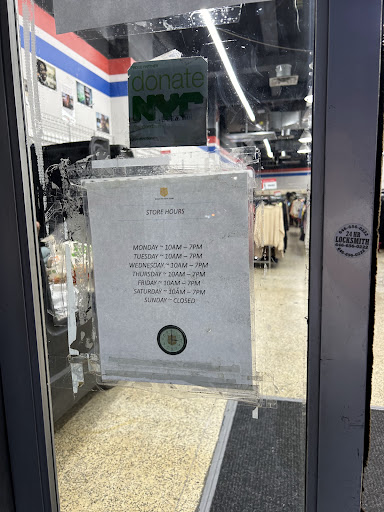 donate
NYC
STORE HOURS
MONDAY ~ 10AM – 7PM
TUESDAY ~ 10AM – 7PM
WEDNESDAY ~ 10AM – 7PM
THURSDAY ~ 10AM – 7PM
FRIDAY ~ 10AM – 7PM
SATURDAY ~ 10AM – 7PM
SUNDAY ~ CLOSED
24 HR
LOCKSMITH